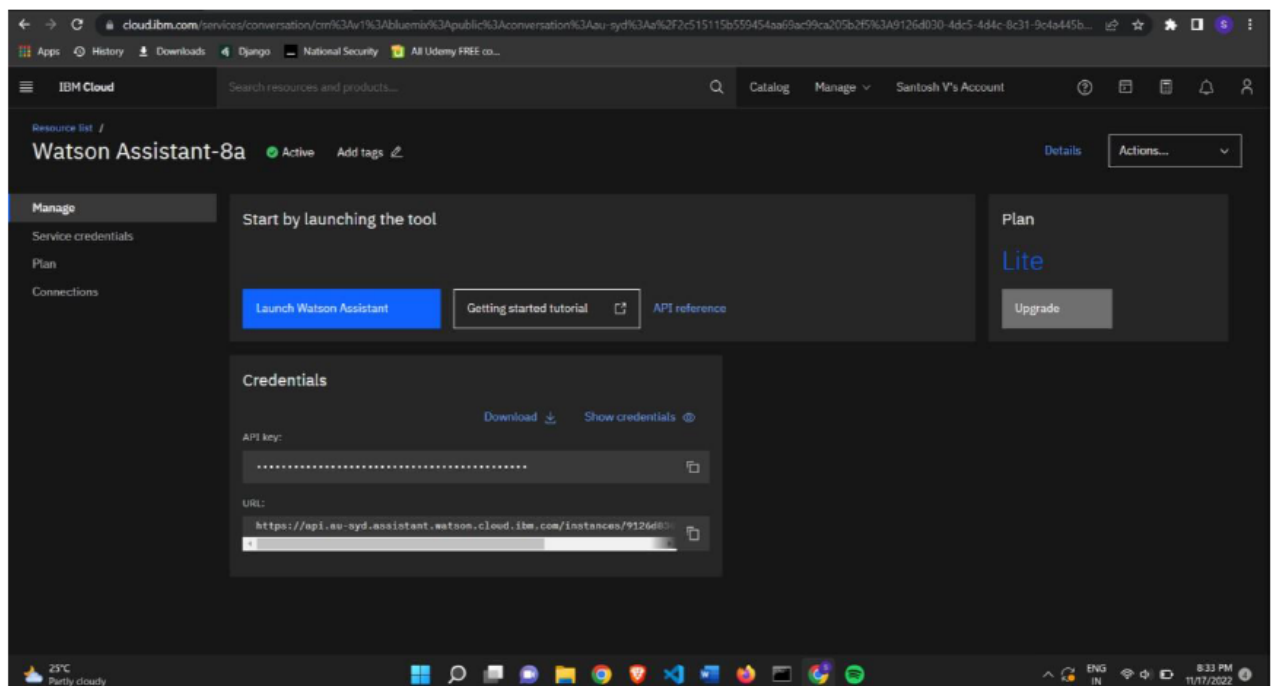 cloud.ibm.com/services/conversation/crn%3Av1%3Abluemix%3Apublic%3Aconversation%3Aau-syd%3Aa%2F2c515115b559454aa69ac99ca205b2f5%3A9126d030-4dc5-4d4c-8c31-9c4a445b...
Apps History Downloads Django National Security All Udemy FREE co...
IBM Cloud Search resources and products... Catalog Manage Santosh V's Account
Resource list /
Watson Assistant-8a Active Add tags Details Actions...
Manage
Service credentials
Plan
Connections
Start by launching the tool
Launch Watson Assistant Getting started tutorial API reference
Plan
Lite
Upgrade
Credentials
Download Show credentials
API key:
URL:
https://api.au-syd.assistant.watson.cloud.ibm.com/instances/9126d03
25°C
Partly cloudy
ENG
IN
8:33 PM
11/17/2022